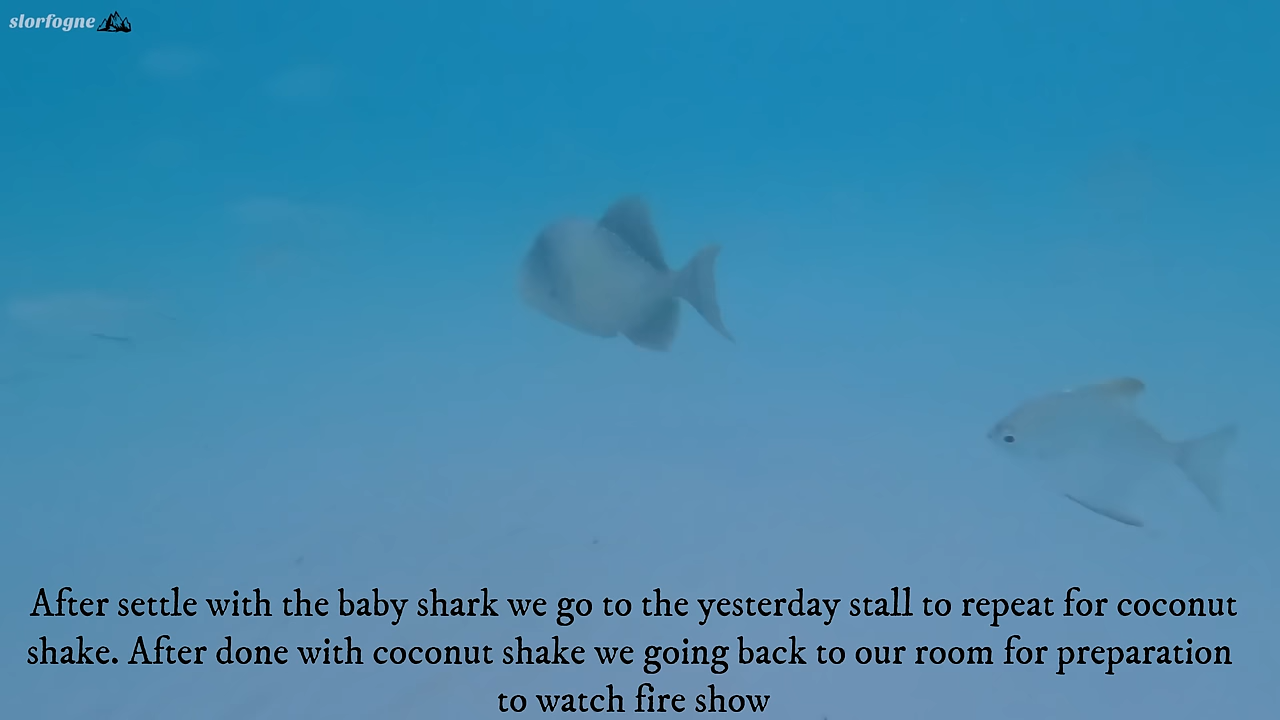 slorfogne
After settle with the baby shark we go to the yesterday stall to repeat for coconut
shake. After done with coconut shake we going back to our room for preparation
to watch fire show